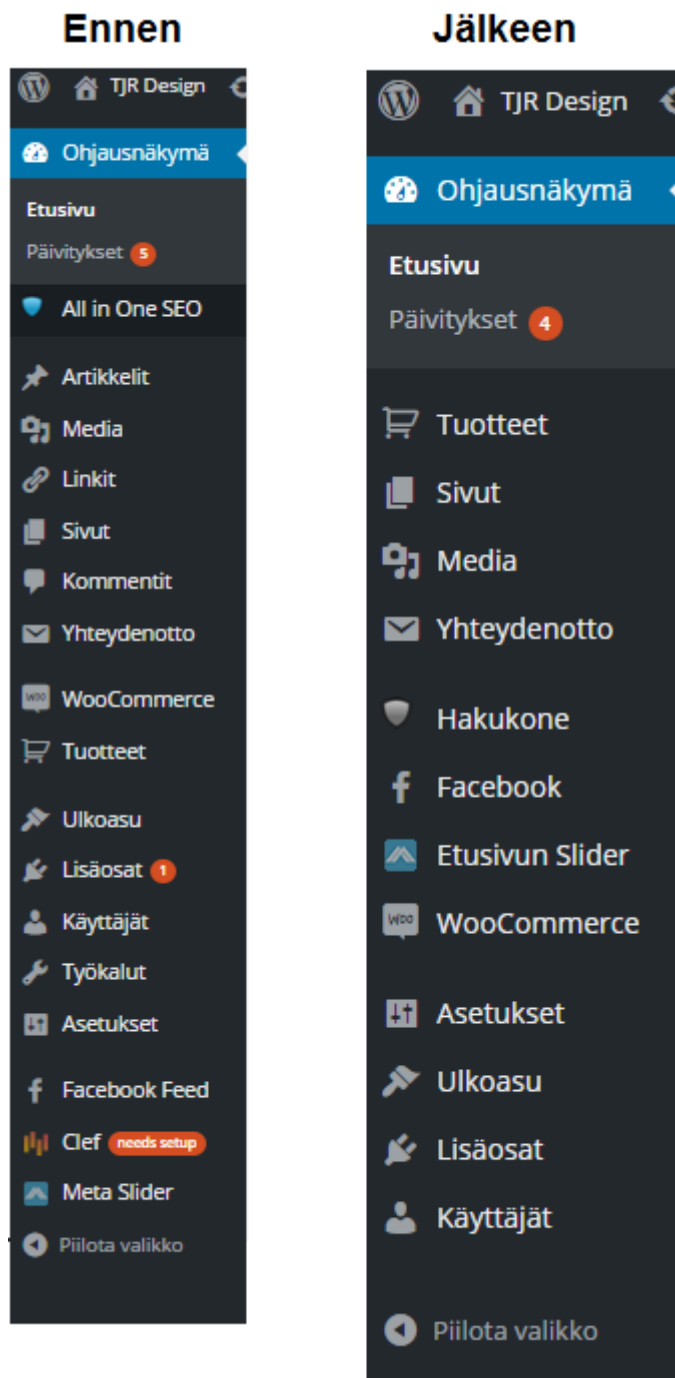 Ennen
TJR Design
Ohjausnäkymä
Etusivu
Päivitykset 5
All in One SEO
Artikkelit
Media
Linkit
Sivut
Kommentit
Yhteydenotto
WooCommerce
Tuotteet
Ulkoasu
Lisäosat 1
Käyttäjät
Työkalut
Asetukset
Facebook Feed
Clef needs setup
Meta Slider
Piilota valikko
Jälkeen
TJR Design
Ohjausnäkymä
Etusivu
Päivitykset 4
Tuotteet
Sivut
Media
Yhteydenotto
Hakukone
Facebook
Etusivun Slider
WooCommerce
Asetukset
Ulkoasu
Lisäosat
Käyttäjät
Piilota valikko